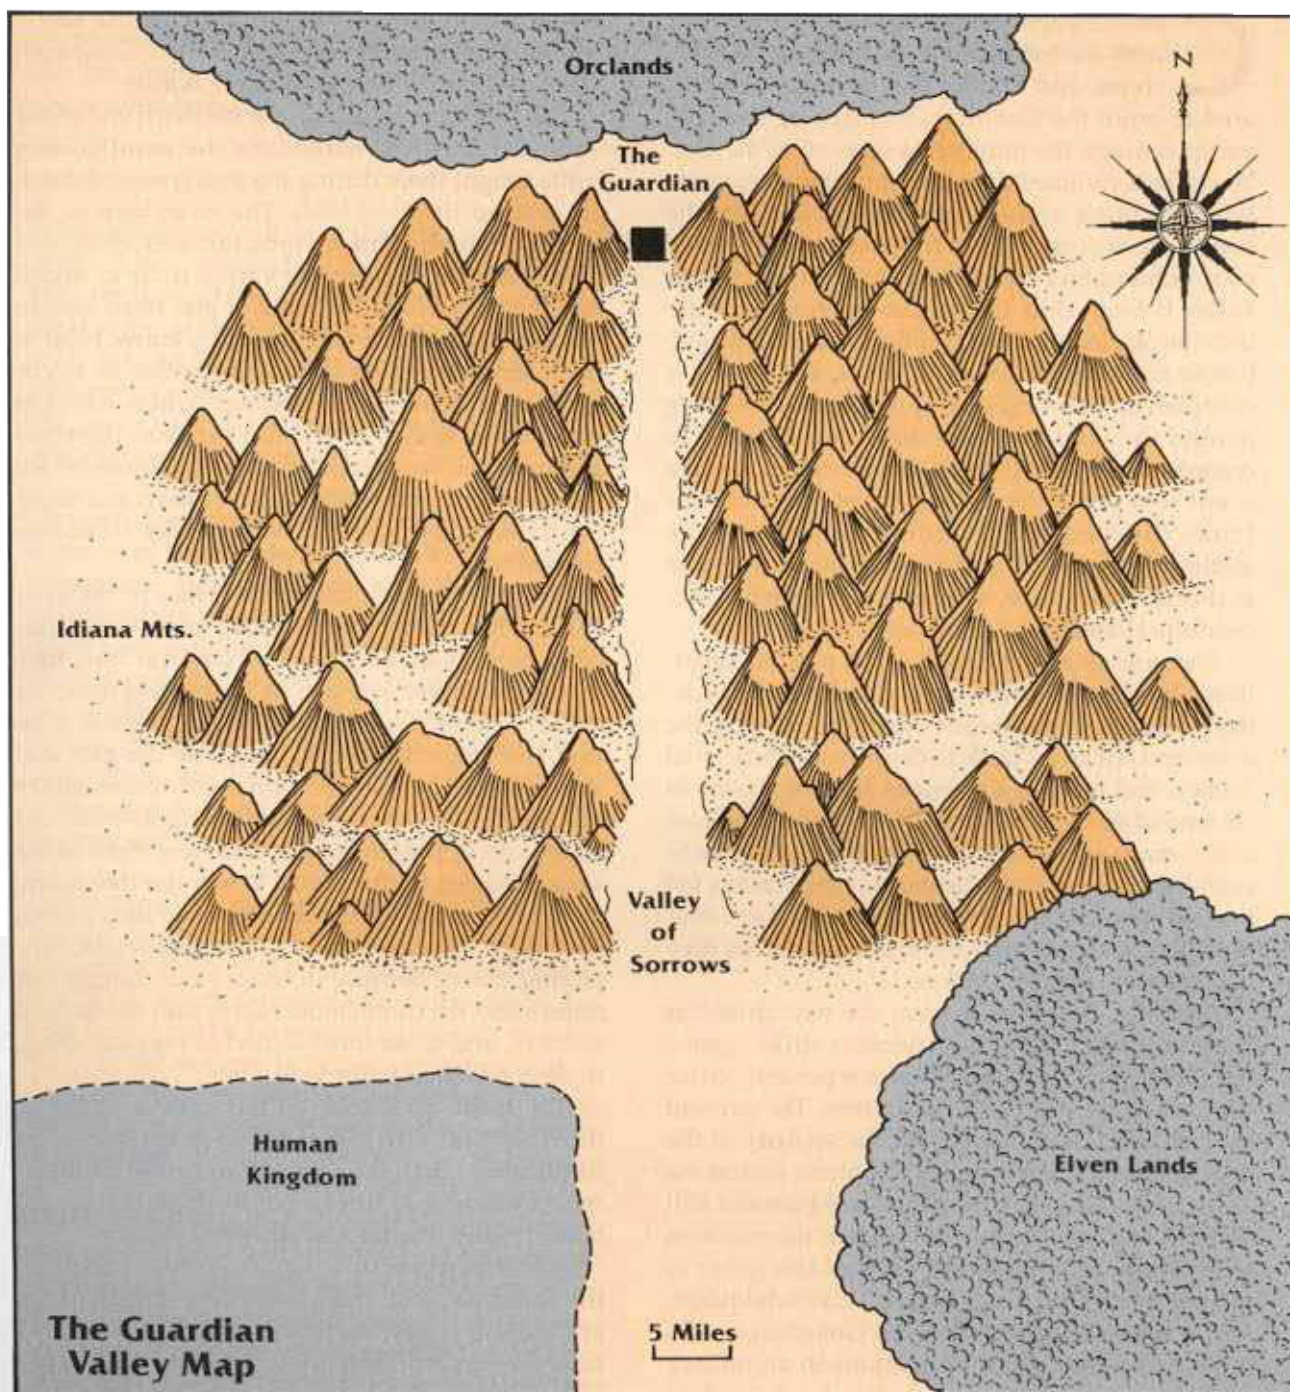 Orclands
N
The
Guardian
Idiana Mts.
Valley
of
Sorrows
Human
Kingdom
Elven Lands
The Guardian
Valley Map
5 Miles